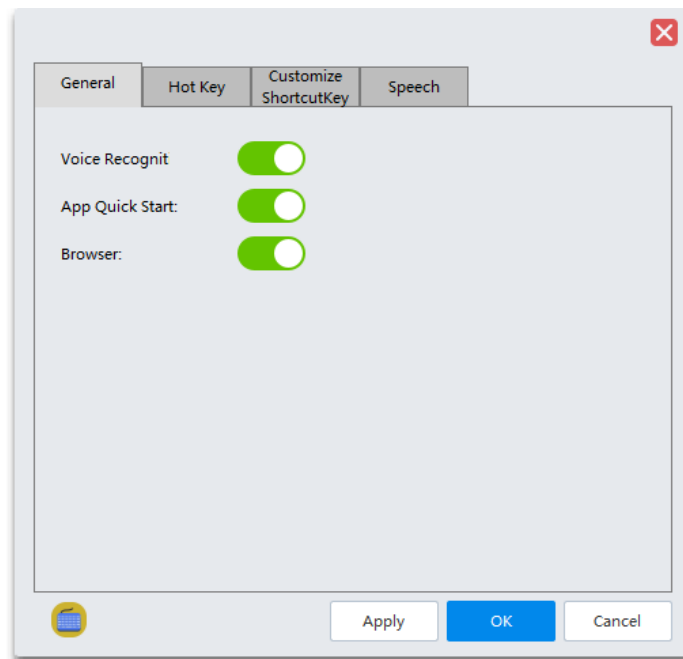 General
Hot Key
Customize
ShortcutKey
Speech
Voice Recognit
App Quick Start:
Browser:
Apply
OK
Cancel